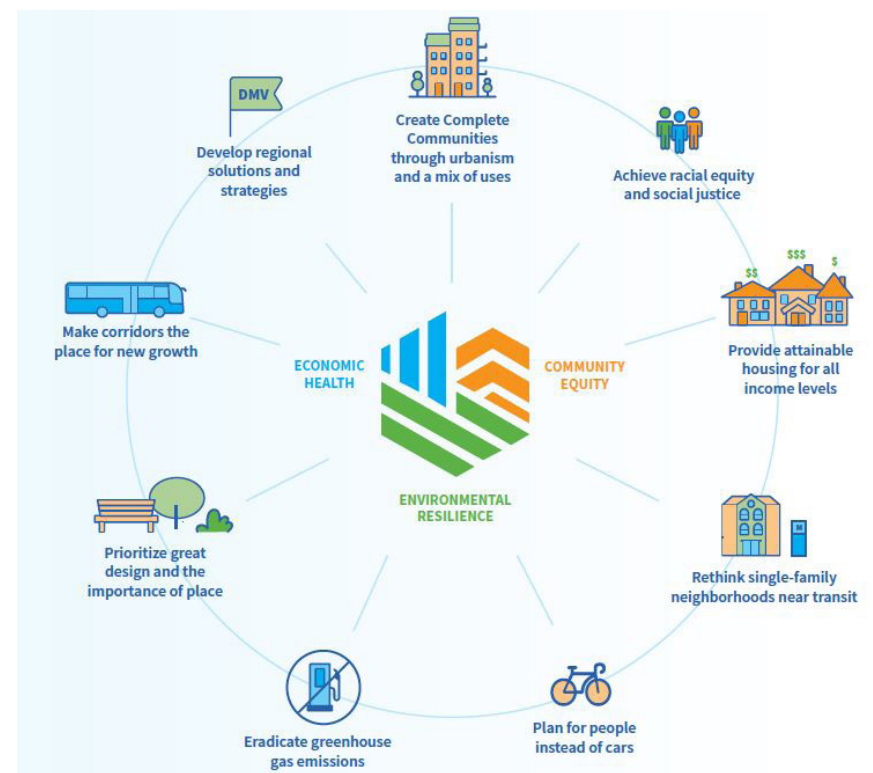 DMV
Develop regional
solutions and
strategies
Create Complete
Communities
through urbanism
and a mix of uses
Achieve racial equity
and social justice
$$
$$$
$
Provide attainable
housing for all
income levels
M
Rethink single-family
neighborhoods near transit
Plan for people
instead of cars
Eradicate greenhouse
gas emissions
Prioritize great
design and the
importance of place
Make corridors the
place for new growth
ECONOMIC
HEALTH
COMMUNITY
EQUITY
ENVIRONMENTAL
RESILIENCE